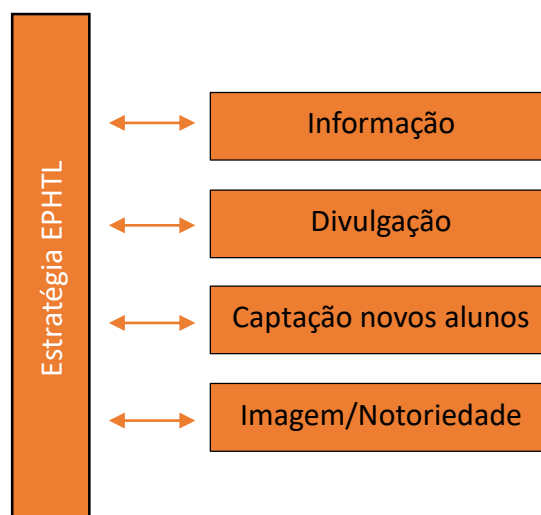 Estratégia EPHTL
Informação
Divulgação
Captação novos alunos
Imagem/Notoriedade